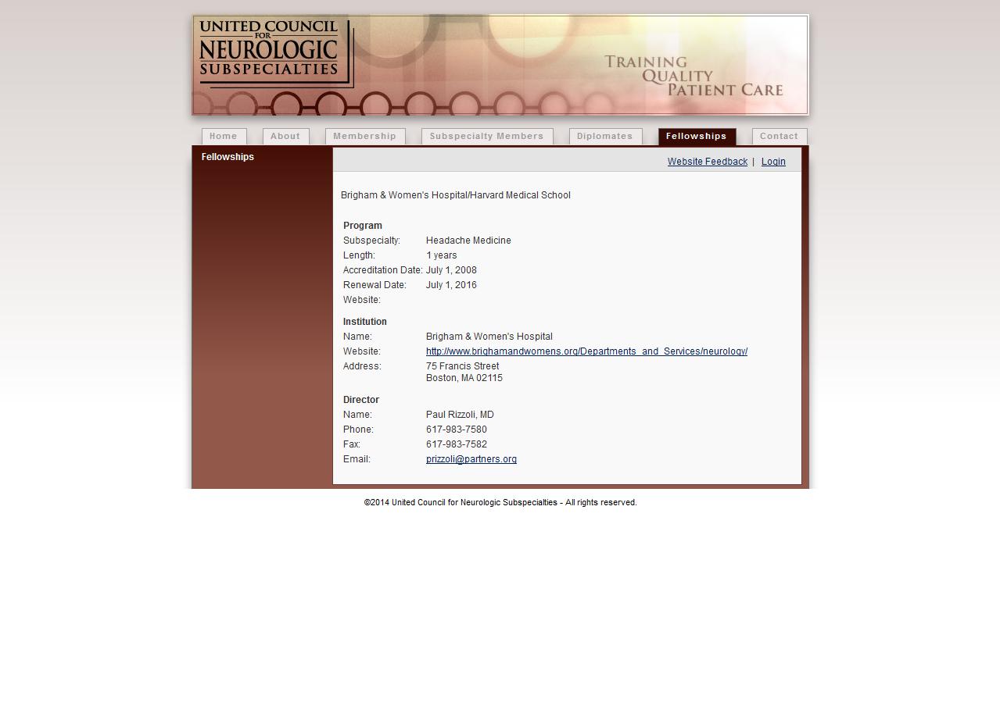 UNITED COUNCIL
FOR
NEUROLOGIC
SUBSPECIALTIES
TRAINING
QUALITY
PATIENT CARE
Home About Membership Subspecialty Members Diplomates Fellowships Contact
Fellowships
Website Feedback | Login
Brigham & Women's Hospital/Harvard Medical School
Program
Subspecialty: Headache Medicine
Length: 1 years
Accreditation Date: July 1, 2008
Renewal Date: July 1, 2016
Website:
Institution
Name: Brigham & Women's Hospital
Website: http://www.brighamandwomens.org/Departments_and_Services/neurology/
Address: 75 Francis Street
Boston, MA 02115
Director
Name: Paul Rizzoli, MD
Phone: 617-983-7580
Fax: 617-983-7582
Email: prizzoli@partners.org
©2014 United Council for Neurologic Subspecialties - All rights reserved.